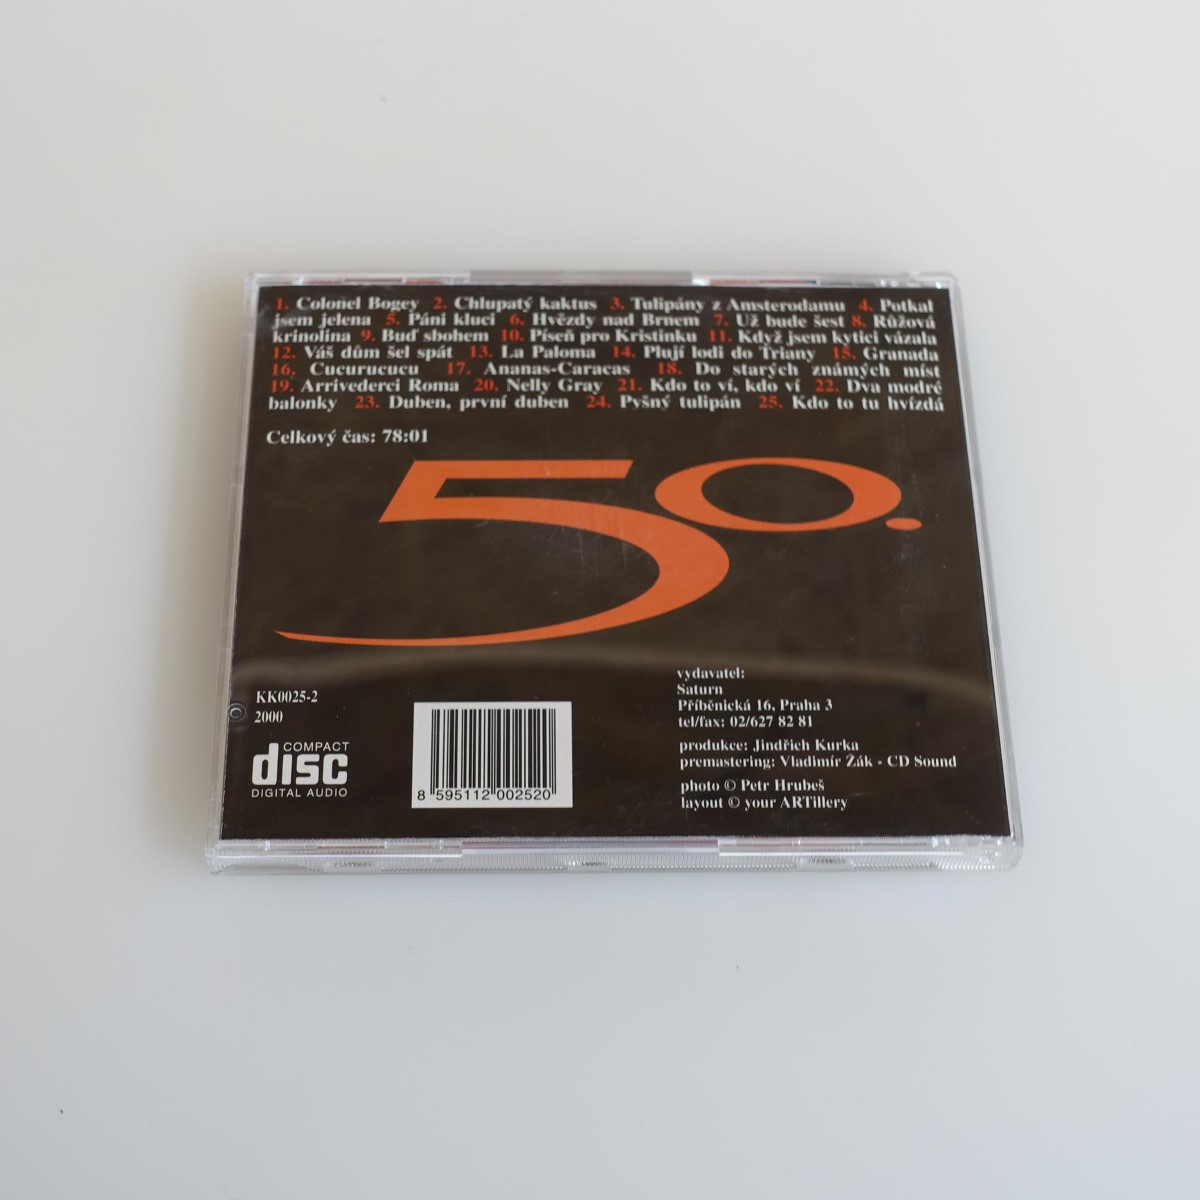 1. Colonel Bogey 2. Chlupatý kaktus 3. Tulipány z Amsterodamu 4. Potkal
jsem jelena 5. Páni kluci 6. Hvězdy nad Brnem 7. Už bude šest 8. Růžová
krinolina 9. Buď sbohem 10. Píseň pro Kristinku 11. Když jsem kytici vázala
12. Váš dům šel spát 13. La Paloma 14. Plují lodi do Triany 15. Granada
16. Cucurucucu 17. Ananas-Caracas 18. Do starých známých míst
19. Arrivederci Roma 20. Nelly Gray 21. Kdo to ví, kdo ví 22. Dva modré
balonky 23. Duben, první duben 24. Pyšný tulipán 25. Kdo to tu hvízdá
Celkový čas: 78:01
50.
KK0025-2
2000
COMPACT
disc
DIGITAL AUDIO
8 595112 002520
vydavatel:
Saturn
Příběnická 16, Praha 3
tel/fax: 02/627 82 81
produkce: Jindřich Kurka
premastering: Vladimír Žák - CD Sound
photo © Petr Hrubeš
layout © your ARTillery